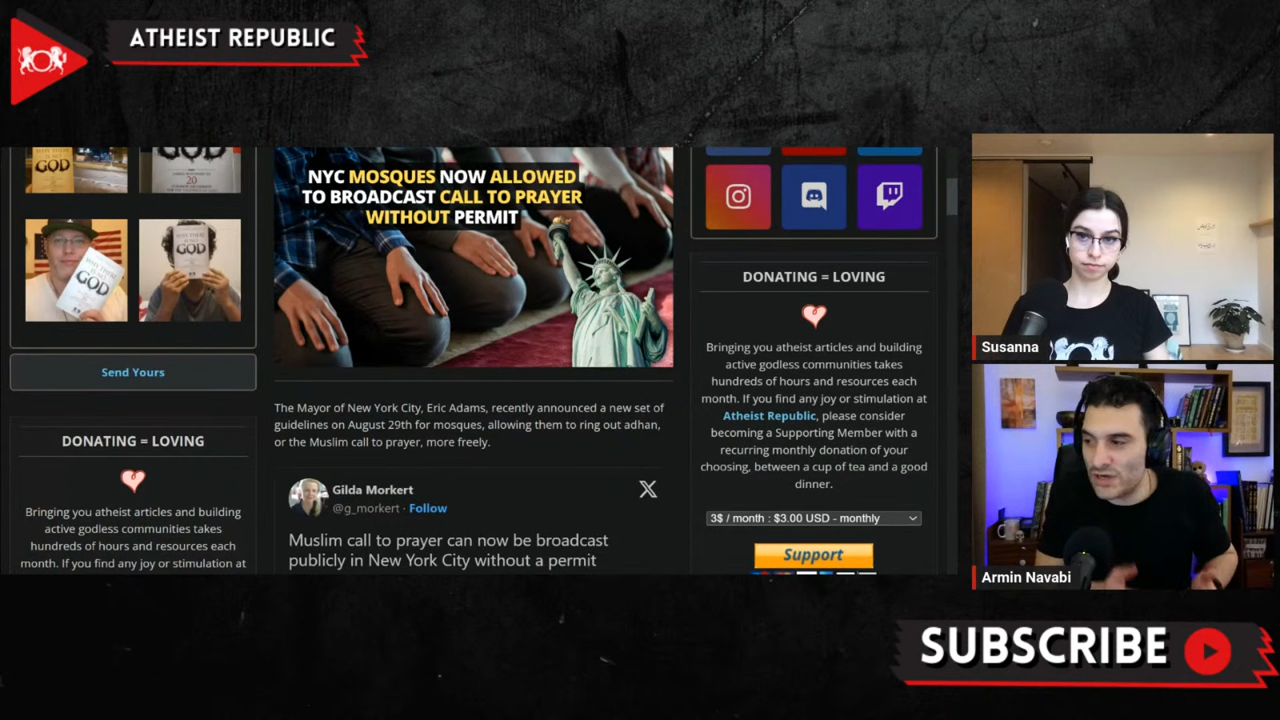 ATHEIST REPUBLIC
GOD
GOD
20
NYC MOSQUES NOW ALLOWED
TO BROADCAST CALL TO PRAYER
WITHOUT PERMIT
GOD
GOD
Send Yours
DONATING = LOVING
Bringing you atheist articles and building
active godless communities takes
hundreds of hours and resources each
month. If you find any joy or stimulation at
The Mayor of New York City, Eric Adams, recently announced a new set of
guidelines on August 29th for mosques, allowing them to ring out adhan,
or the Muslim call to prayer, more freely.
Gilda Morkert
@g_morkert · Follow
Muslim call to prayer can now be broadcast
publicly in New York City without a permit
DONATING = LOVING
Bringing you atheist articles and building
active godless communities takes
hundreds of hours and resources each
month. If you find any joy or stimulation at
Atheist Republic, please consider
becoming a Supporting Member with a
recurring monthly donation of your
choosing, between a cup of tea and a good
dinner.
3$ / month : $3.00 USD - monthly
Support
Susanna
Armin Navabi
SUBSCRIBE